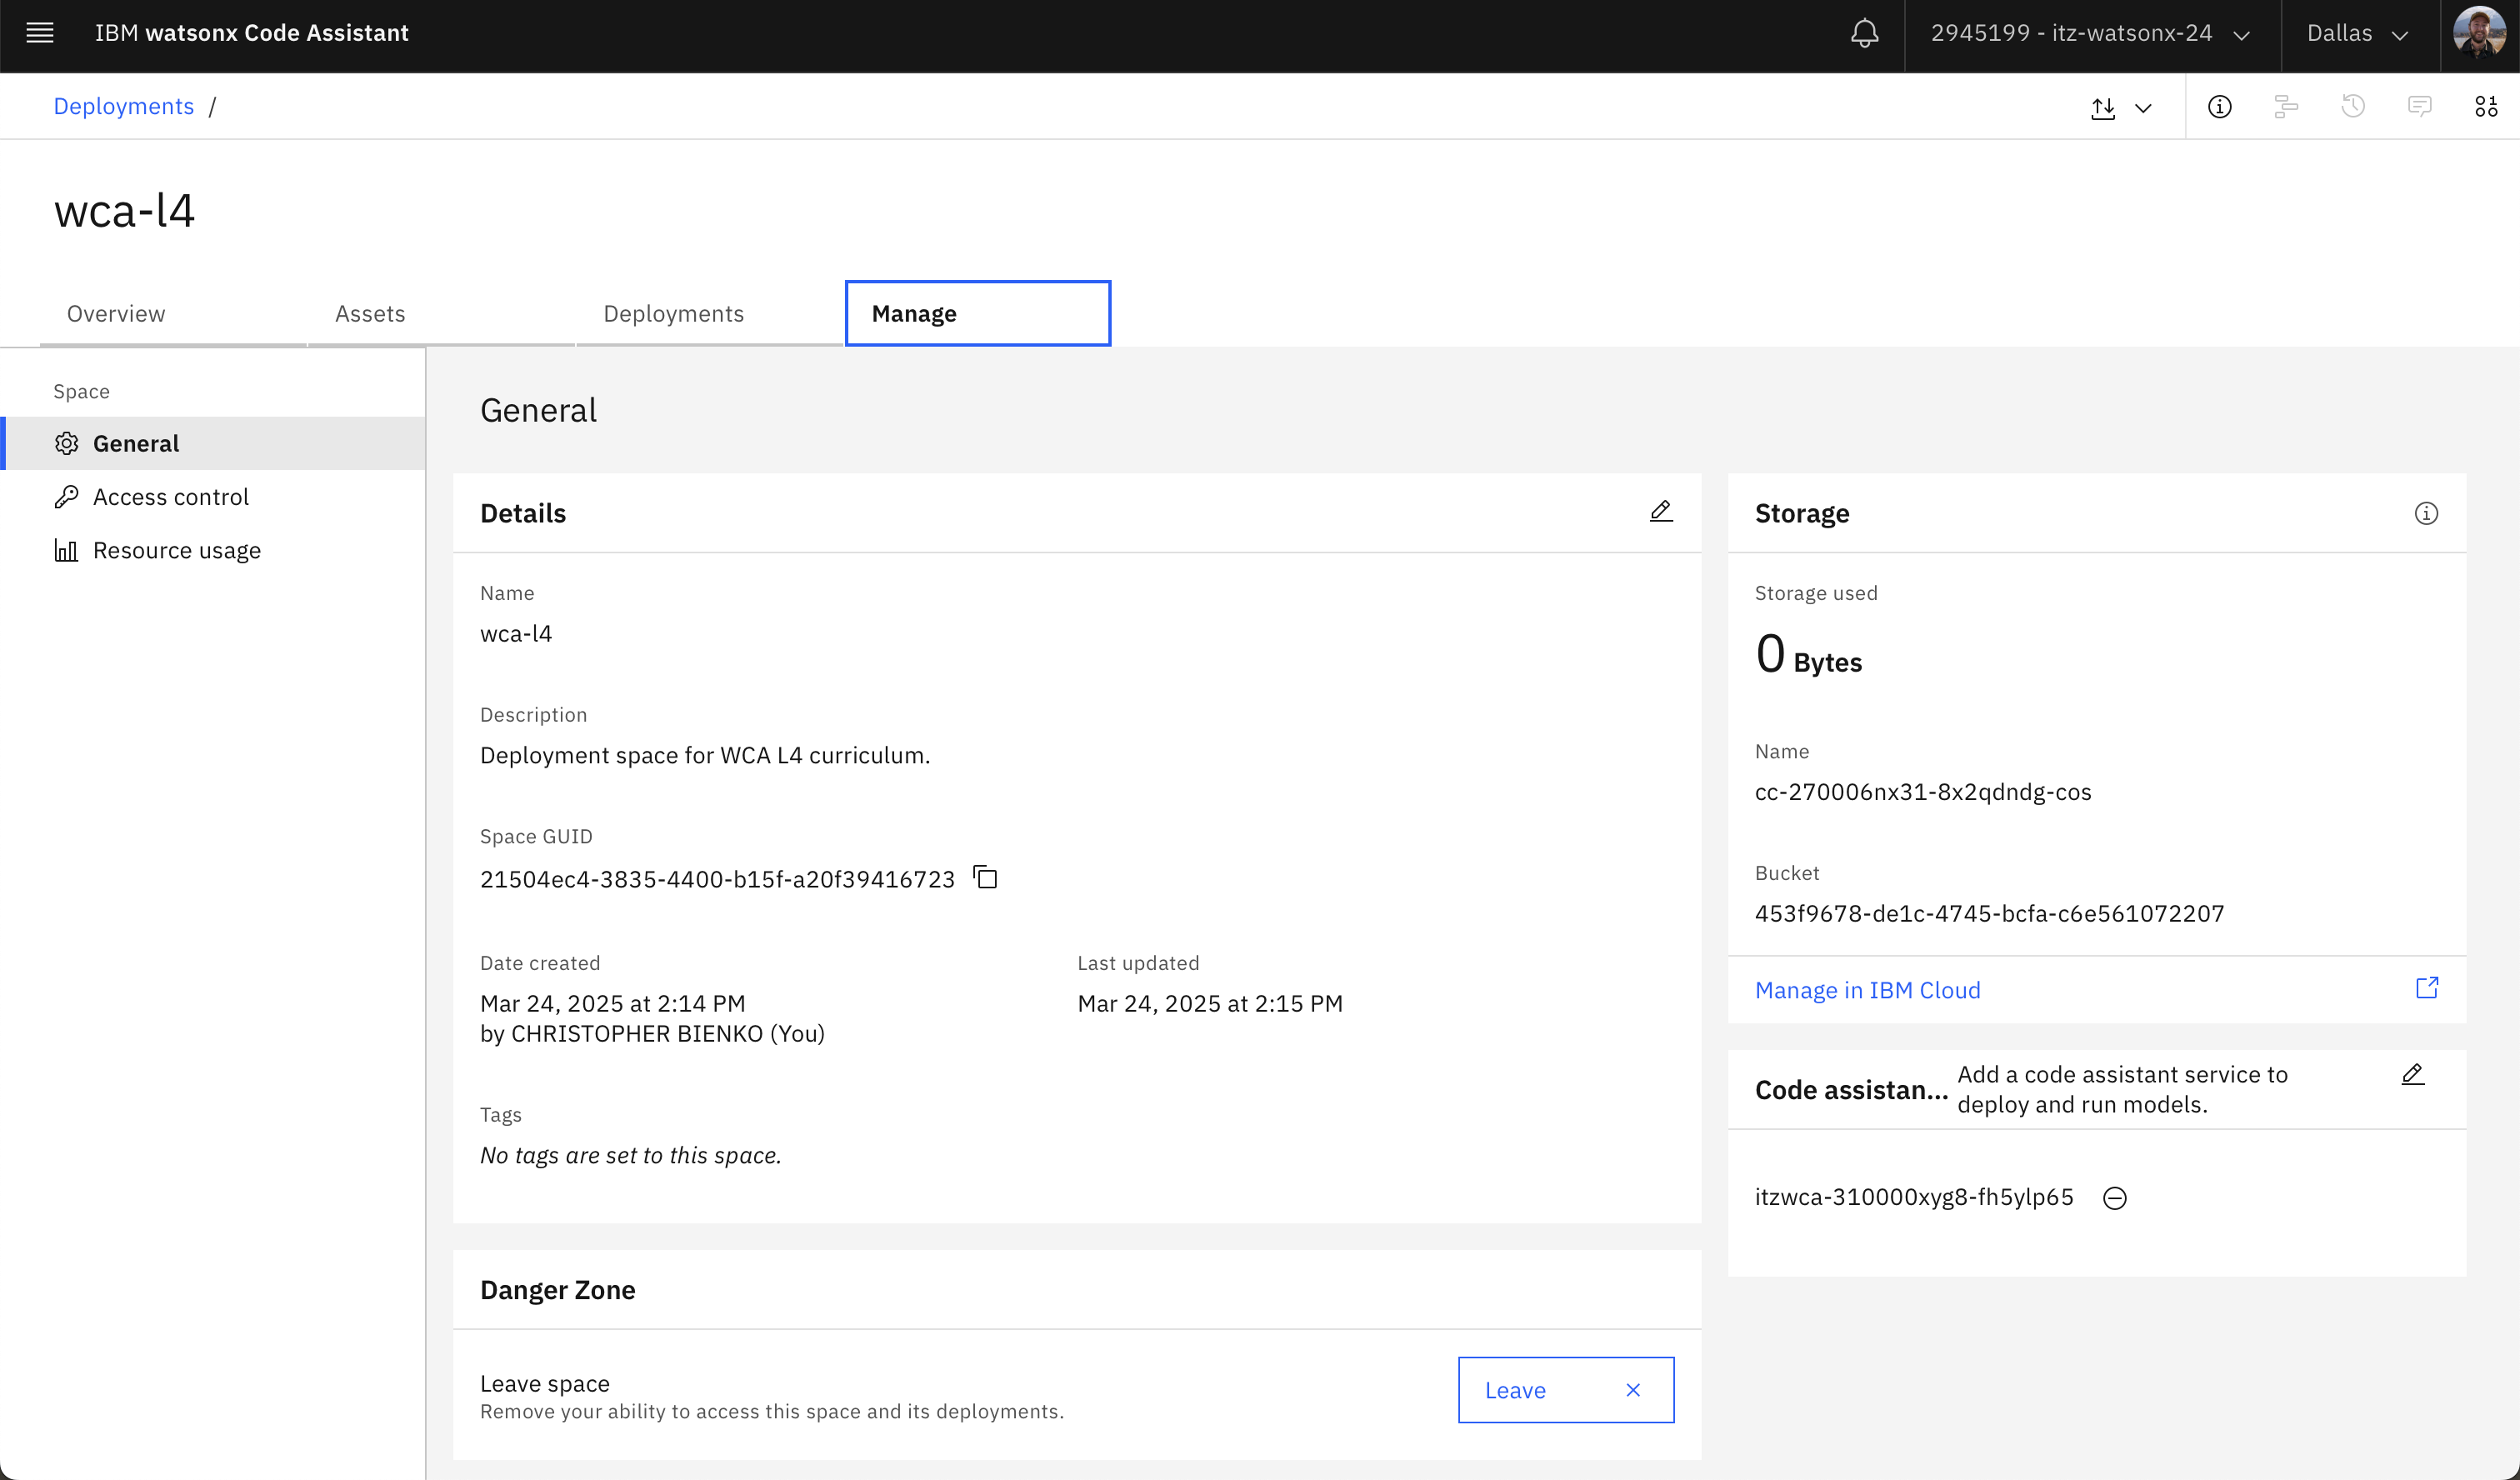 IBM watsonx Code Assistant
2945199 - itz-watsonx-24
Dallas
Deployments /
wca-l4
Overview
Assets
Deployments
Manage
Space
General
Access control
Resource usage
General
Details
Name
wca-l4
Description
Deployment space for WCA L4 curriculum.
Space GUID
21504ec4-3835-4400-b15f-a20f39416723
Date created
Mar 24, 2025 at 2:14 PM
by CHRISTOPHER BIENKO (You)
Last updated
Mar 24, 2025 at 2:15 PM
Tags
No tags are set to this space.
Danger Zone
Leave space
Remove your ability to access this space and its deployments.
Leave
Storage
Storage used
0 Bytes
Name
cc-270006nx31-8x2qdndg-cos
Bucket
453f9678-de1c-4745-bcfa-c6e561072207
Manage in IBM Cloud
Code assistan...
Add a code assistant service to
deploy and run models.
itzwca-310000xyg8-fh5ylp65